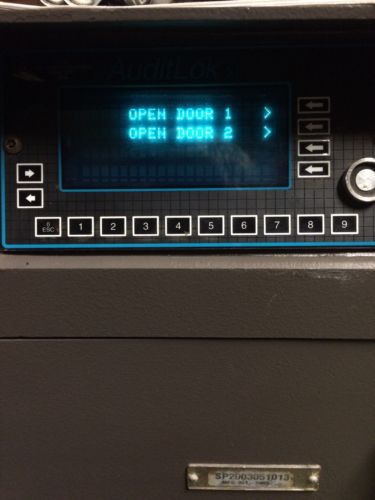 AuditLok
OPEN DOOR 1 >
OPEN DOOR 2 >
ESC 1 2 3 4 5 6 7 8 9
SP2003051013